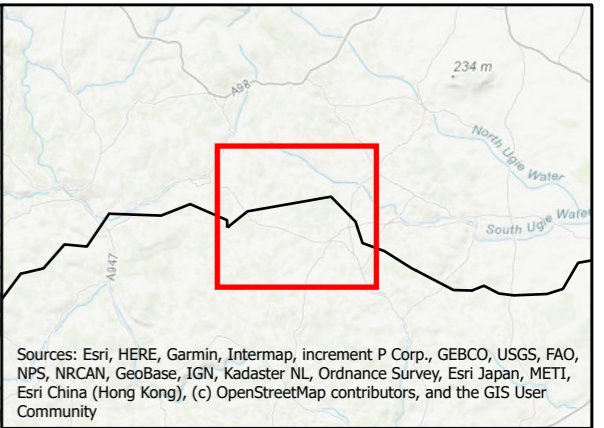 234 m
A98
North Ugie Water
South Ugie Water
A947
Sources: Esri, HERE, Garmin, Intermap, increment P Corp., GEBCO, USGS, FAO,
NPS, NRCAN, GeoBase, IGN, Kadaster NL, Ordnance Survey, Esri Japan, METI,
Esri China (Hong Kong), (c) OpenStreetMap contributors, and the GIS User
Community